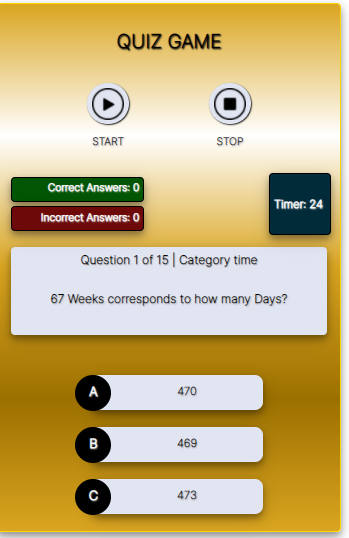 QUIZ GAME
START
STOP
Correct Answers: 0
Incorrect Answers: 0
Timer: 24
Question 1 of 15 | Category time
67 Weeks corresponds to how many Days?
A 470
B 469
C 473